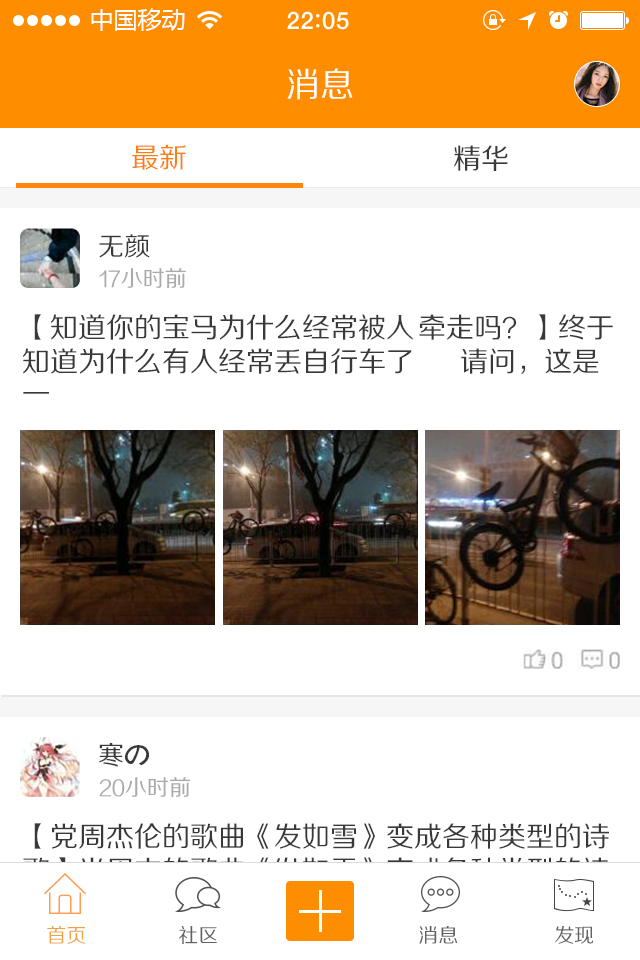 中国移动 22:05
消息
最新 精华
无颜
17小时前
【知道你的宝马为什么经常被人牵走吗？】终于
知道为什么有人经常丢自行车了 请问，这是
一
0 0
寒の
20小时前
【党周杰伦的歌曲《发如雪》变成各种类型的诗
首页 社区 消息 发现